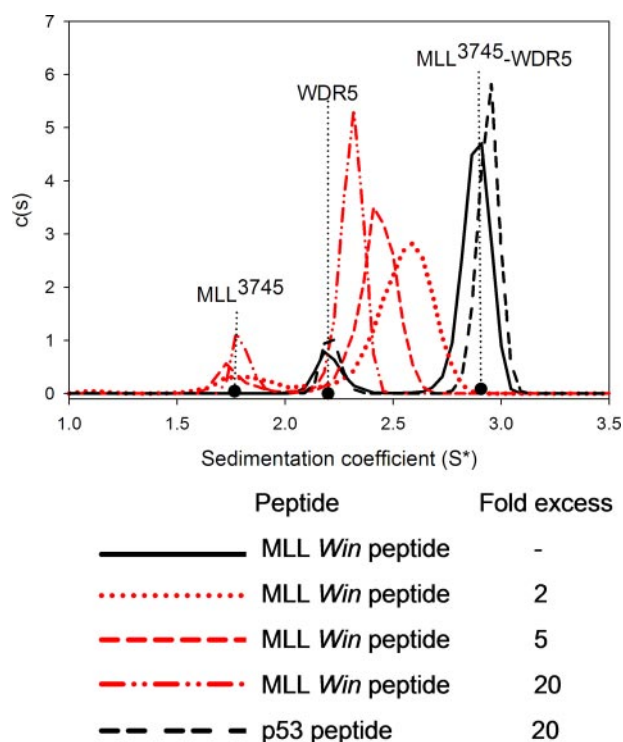 7
6
5
4
3
2
1
0
c(s)
MLL3745-WDR5
WDR5
MLL3745
1.0 1.5 2.0 2.5 3.0 3.5
Sedimentation coefficient (S*)
Peptide Fold excess
MLL Win peptide -
MLL Win peptide 2
MLL Win peptide 5
MLL Win peptide 20
p53 peptide 20